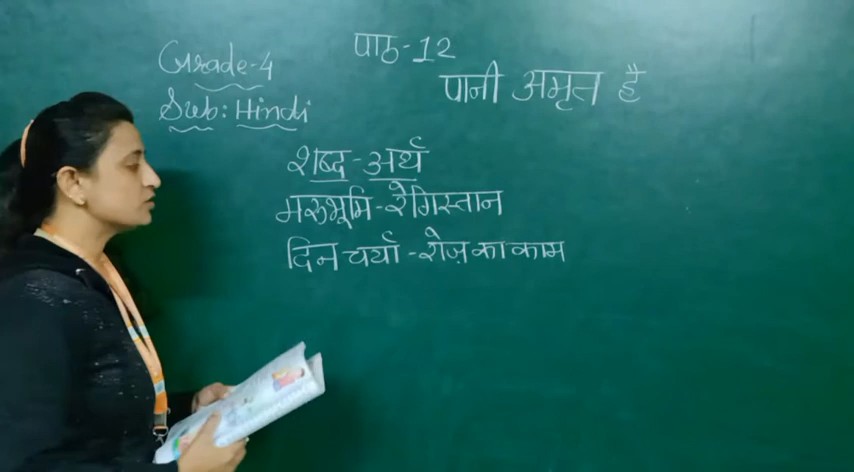 Grade-4
पाठ-12
पानी अमृत है
Sub: Hindi
शब्द-अर्थ
मरुभूमि-रेगिस्तान
दिनचर्या-रोज़ का काम